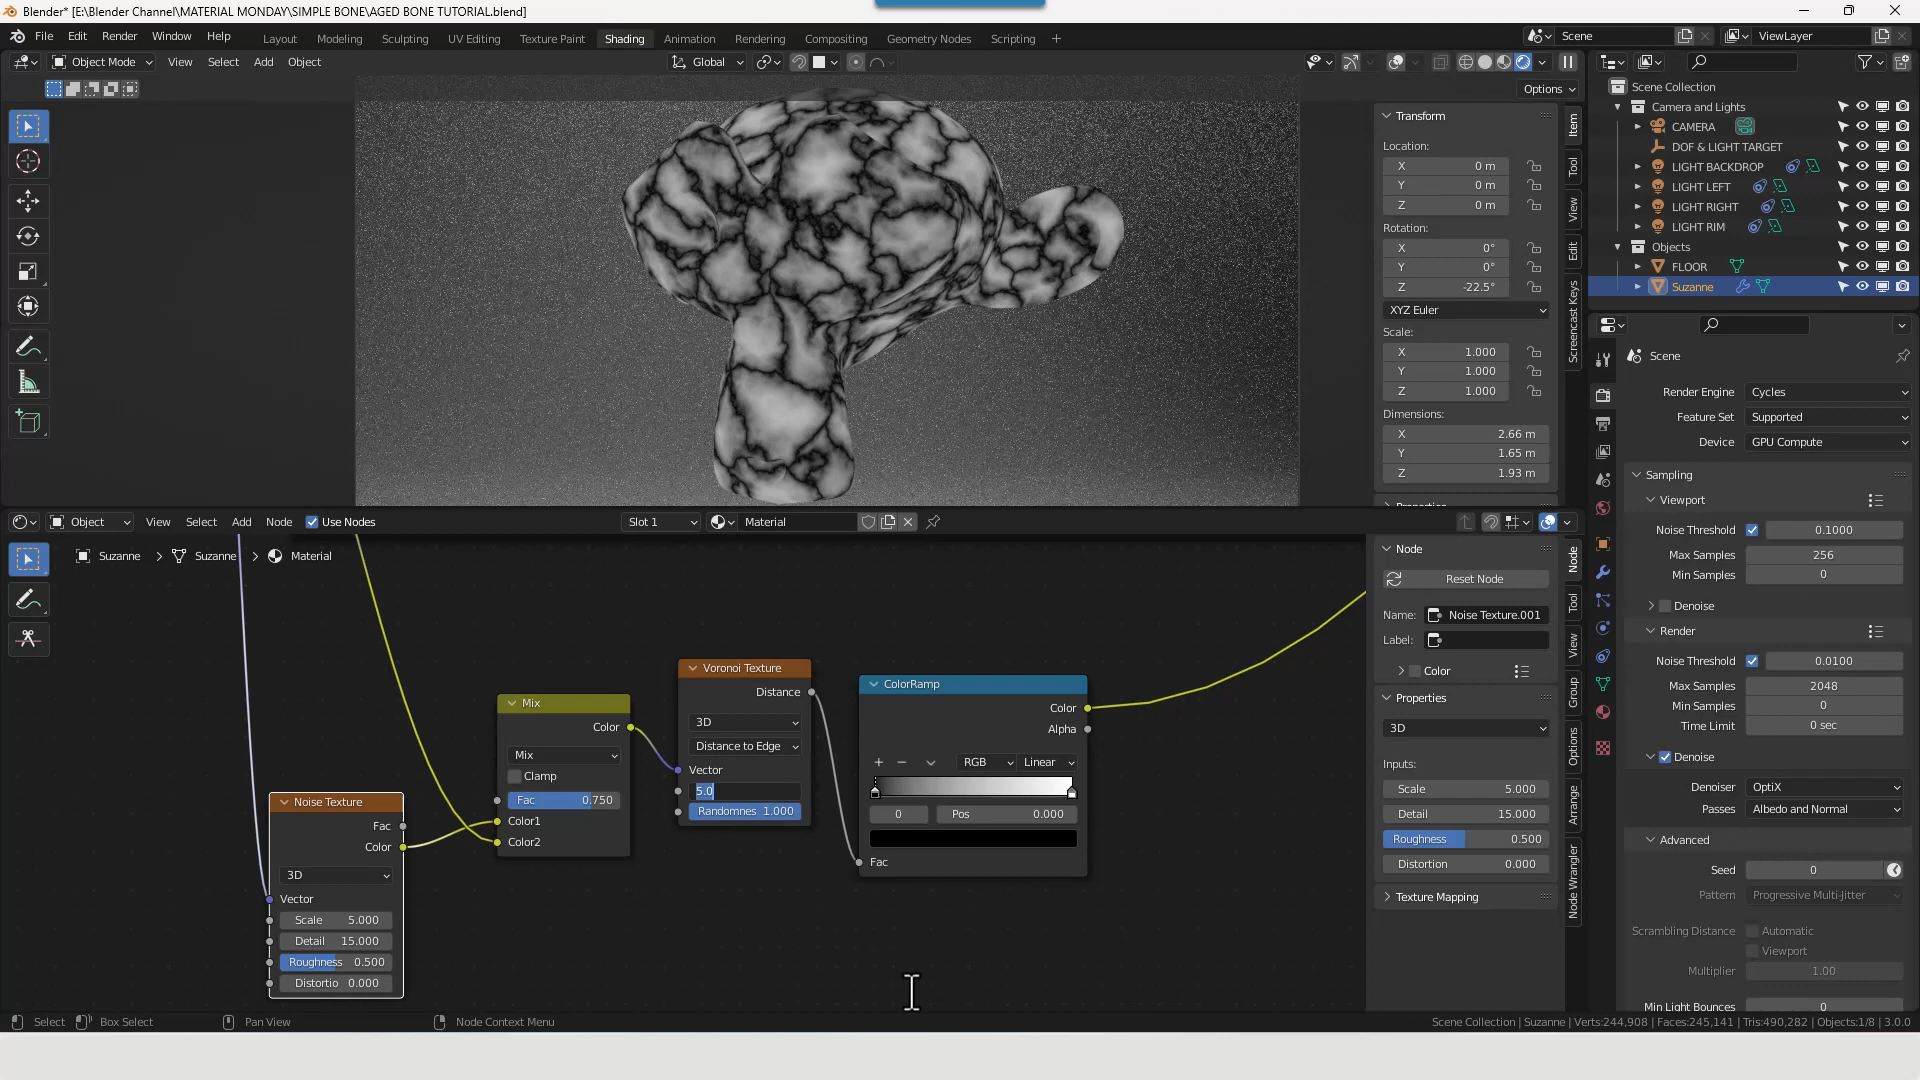 Blender* [E:\Blender Channel\MATERIAL MONDAY\SIMPLE BONE\AGED BONE TUTORIAL.blend]
File Edit Render Window Help Layout Modeling Sculpting UV Editing Texture Paint Shading Animation Rendering Compositing Geometry Nodes Scripting + Scene ViewLayer
Object Mode View Select Add Object Global
Options
Transform
Location:
X 0 m
Y 0 m
Z 0 m
Rotation:
X 0°
Y 0°
Z -22.5°
XYZ Euler
Scale:
X 1.000
Y 1.000
Z 1.000
Dimensions:
X 2.66 m
Y 1.65 m
Z 1.93 m
Item
Tool
View
Edit
Screencast Keys
Scene Collection
Camera and Lights
CAMERA
DOF & LIGHT TARGET
LIGHT BACKDROP
LIGHT LEFT
LIGHT RIGHT
LIGHT RIM
Objects
FLOOR
Suzanne
Scene
Render Engine Cycles
Feature Set Supported
Device GPU Compute
Sampling
Viewport
Noise Threshold 0.1000
Max Samples 256
Min Samples 0
Denoise
Render
Noise Threshold 0.0100
Max Samples 2048
Min Samples 0
Time Limit 0 sec
Denoise
Denoiser OptiX
Passes Albedo and Normal
Advanced
Seed 0
Pattern Progressive Multi-Jitter
Scrambling Distance Automatic
Viewport
Multiplier 1.00
Min Light Bounces 0
Object View Select Add Node Use Nodes Slot 1 Material
Suzanne > Suzanne > Material
Noise Texture
Fac
Color
3D
Vector
Scale 5.000
Detail 15.000
Roughness 0.500
Distortio 0.000
Mix
Color
Mix
Clamp
Fac 0.750
Color1
Color2
Voronoi Texture
Distance
3D
Distance to Edge
Vector
5.0
Randomnes 1.000
ColorRamp
Color
Alpha
+ − RGB Linear
0 Pos 0.000
Fac
Node
Reset Node
Name: Noise Texture.001
Label:
Color
Properties
3D
Inputs:
Scale 5.000
Detail 15.000
Roughness 0.500
Distortion 0.000
Texture Mapping
Node
Tool
View
Group
Options
Arrange
Node Wrangler
Select Box Select Pan View Node Context Menu Scene Collection | Suzanne | Verts:244,908 | Faces:245,141 | Tris:490,282 | Objects:1/8 | 3.0.0